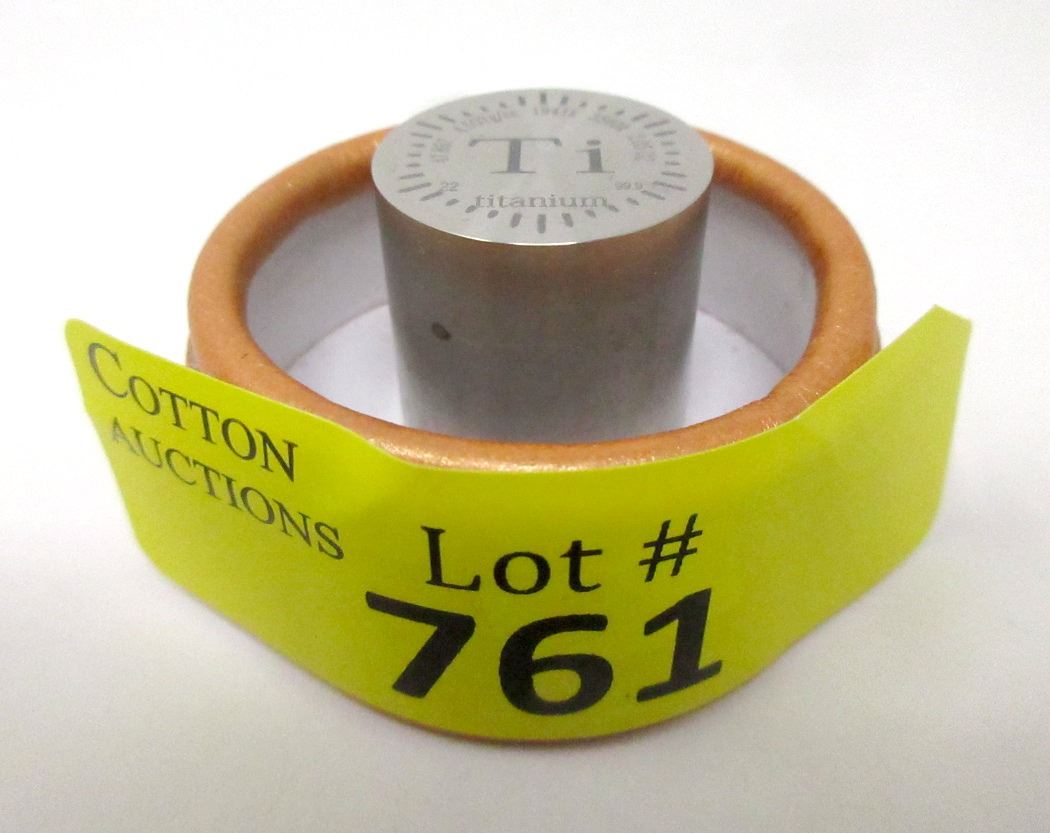 Ti
22
99.9
titanium
COTTON
AUCTIONS
Lot #
761